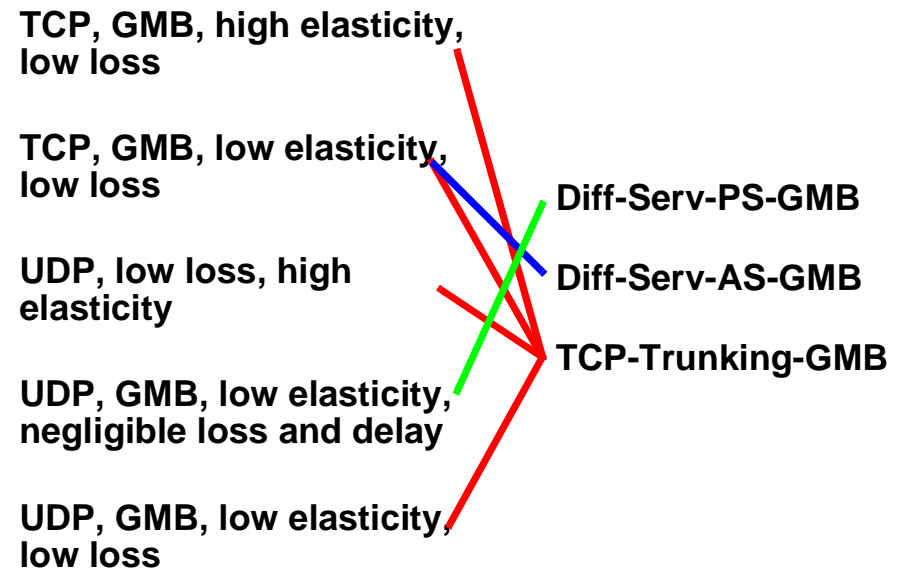 TCP, GMB, high elasticity,
low loss
TCP, GMB, low elasticity,
low loss
UDP, low loss, high
elasticity
UDP, GMB, low elasticity,
negligible loss and delay
UDP, GMB, low elasticity,
low loss
Diff-Serv-PS-GMB
Diff-Serv-AS-GMB
TCP-Trunking-GMB